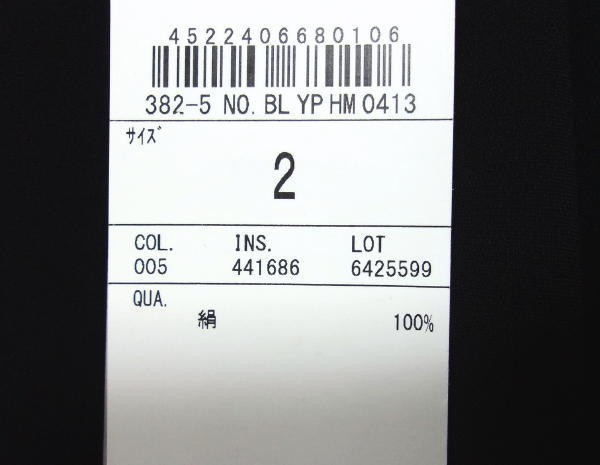 4522406680106
382-5 NO. BL YP HM 0413
ｻｲｽﾞ
2
COL. INS. LOT
005 441686 6425599
QUA.
絹 100%